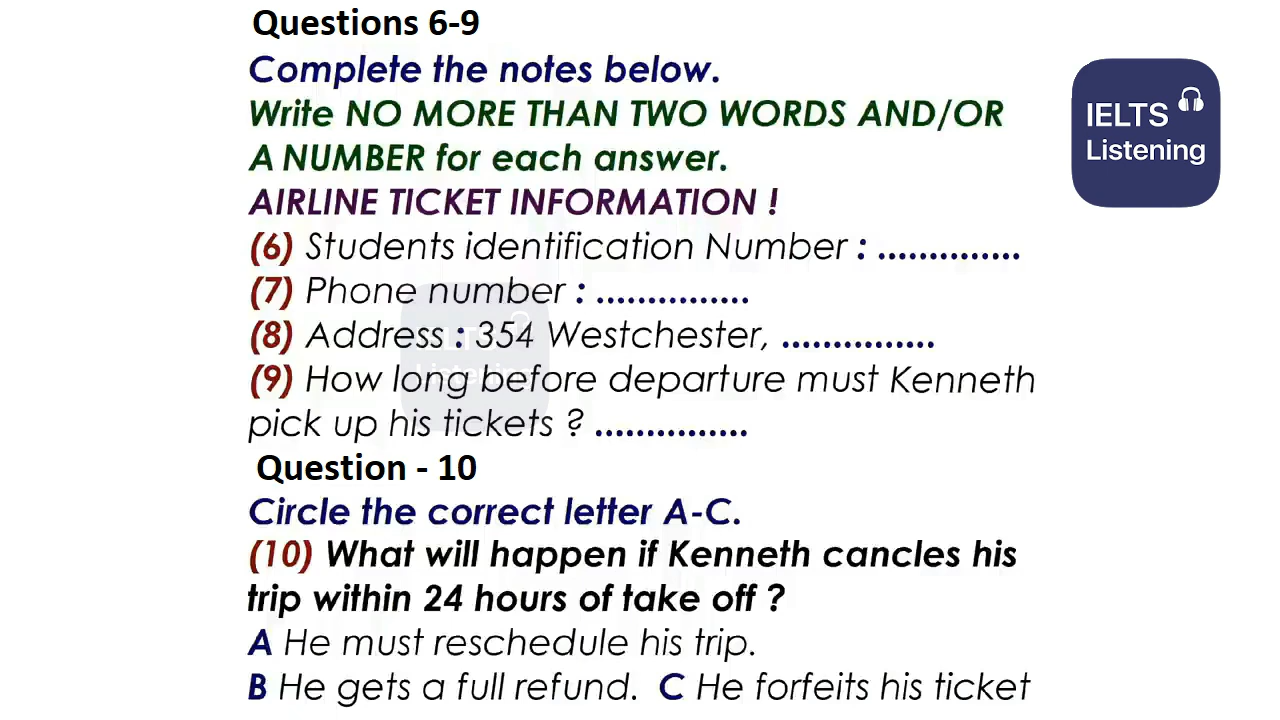 Questions 6-9
Complete the notes below.
Write NO MORE THAN TWO WORDS AND/OR
A NUMBER for each answer.
AIRLINE TICKET INFORMATION !
(6) Students identification Number : ..............
(7) Phone number : ...............
(8) Address : 354 Westchester, ...............
(9) How long before departure must Kenneth
pick up his tickets ? ...............
Question - 10
Circle the correct letter A-C.
(10) What will happen if Kenneth cancles his
trip within 24 hours of take off ?
A He must reschedule his trip.
B He gets a full refund. C He forfeits his ticket
IELTS
Listening